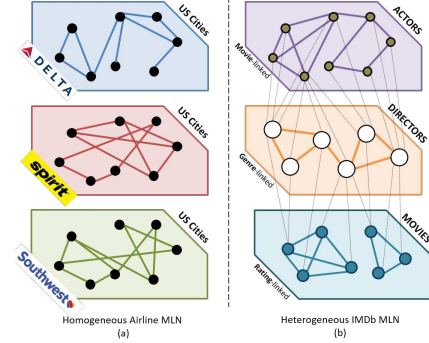 US Cities
DELTA
US Cities
spirit
US Cities
Southwest
Homogeneous Airline MLN
(a)
ACTORS
Movie-linked
DIRECTORS
Genre-linked
MOVIES
Rating-linked
Heterogeneous IMDb MLN
(b)